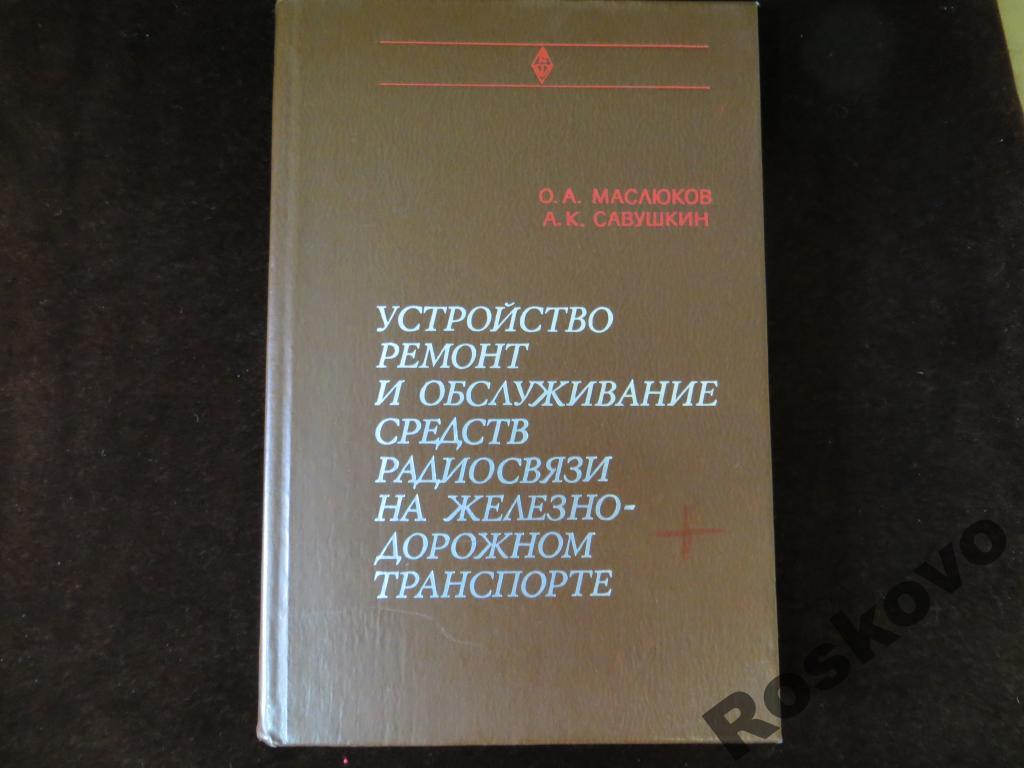 О. А. МАСЛЮКОВ
А. К. САВУШКИН
УСТРОЙСТВО
РЕМОНТ
И ОБСЛУЖИВАНИЕ
СРЕДСТВ
РАДИОСВЯЗИ
НА ЖЕЛЕЗНО-
ДОРОЖНОМ
ТРАНСПОРТЕ
Roskovo